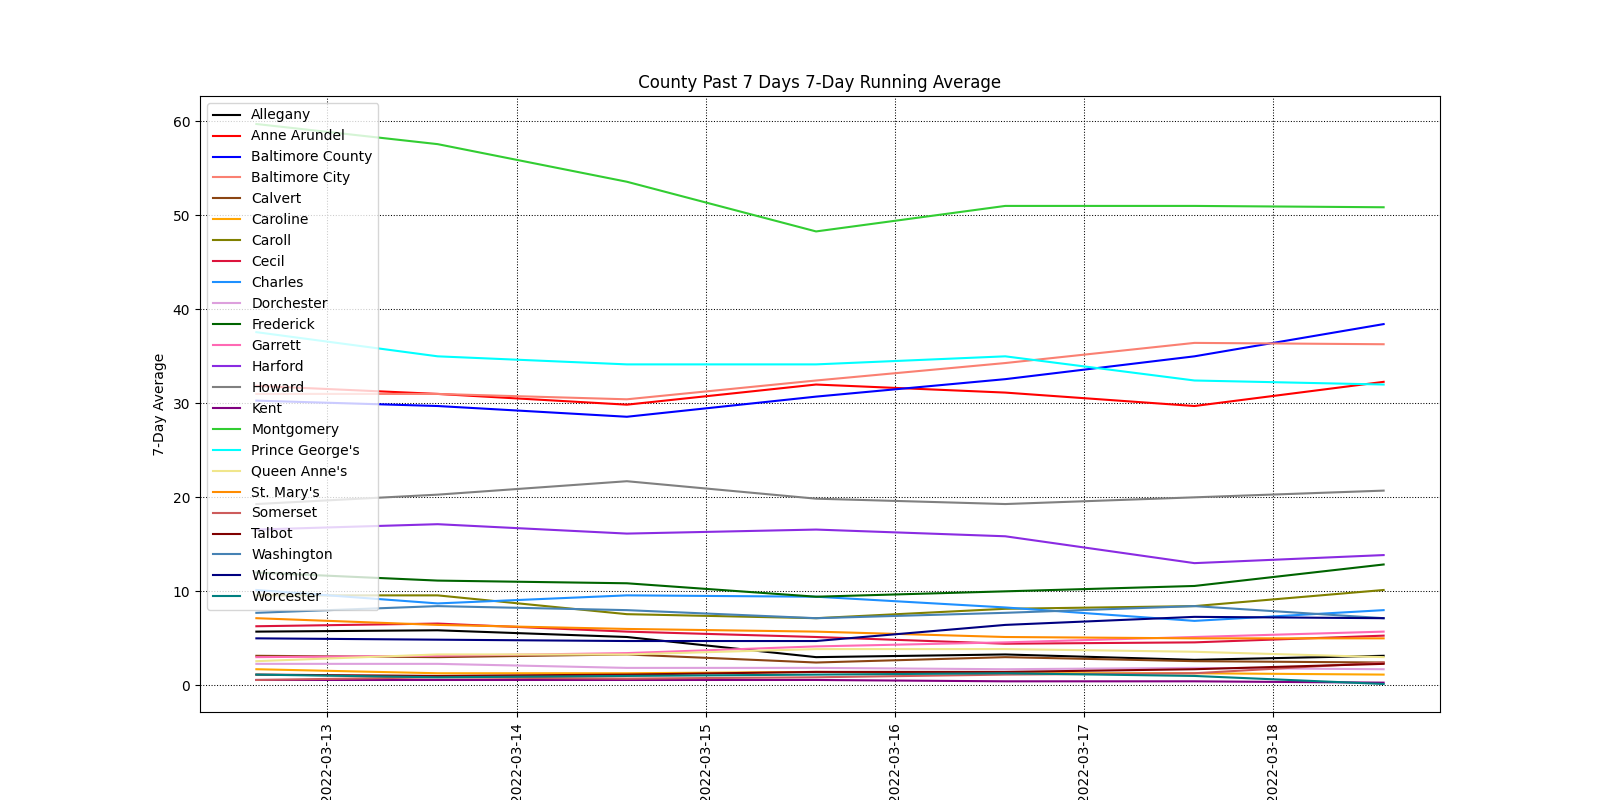 County Past 7 Days 7-Day Running Average
60
50
40
30
20
10
0
7-Day Average
Allegany
Anne Arundel
Baltimore County
Baltimore City
Calvert
Caroline
Caroll
Cecil
Charles
Dorchester
Frederick
Garrett
Harford
Howard
Kent
Montgomery
Prince George's
Queen Anne's
St. Mary's
Somerset
Talbot
Washington
Wicomico
Worcester
2022-03-13
2022-03-14
2022-03-15
2022-03-16
2022-03-17
2022-03-18